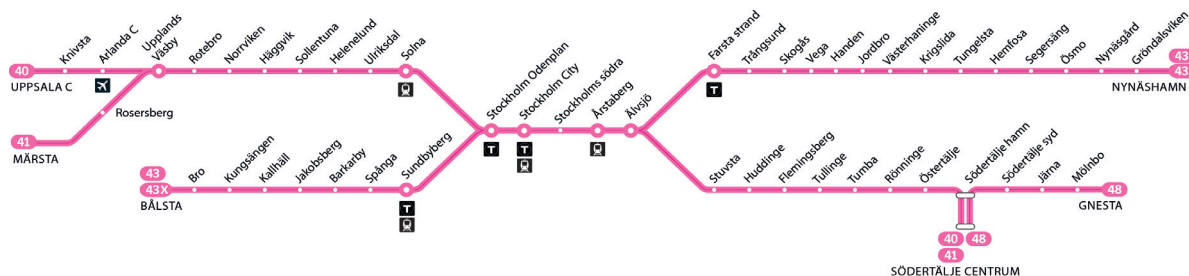 40
UPPSALA C
Knivsta
Arlanda C
Upplands
Väsby
Rotebro
Norrviken
Häggvik
Sollentuna
Helenelund
Ulriksdal
Solna
Rosersberg
41
MÄRSTA
43
43X
BÅLSTA
Bro
Kungsängen
Kallhäll
Jakobsberg
Barkarby
Spånga
Sundbyberg
T
Stockholm Odenplan
T
Stockholm City
T
Stockholms södra
Årstaberg
Älvsjö
Farsta strand
T
Trångsund
Skogås
Vega
Handen
Jordbro
Västerhaninge
Krigslida
Tungelsta
Hemfosa
Segersäng
Ösmo
Nynäsgård
Gröndalsviken
43
43
NYNÄSHAMN
Stuvsta
Huddinge
Flemingsberg
Tullinge
Tumba
Rönninge
Östertälje
Södertälje hamn
Södertälje syd
Järna
Mölnbo
48
GNESTA
40
48
41
SÖDERTÄLJE CENTRUM